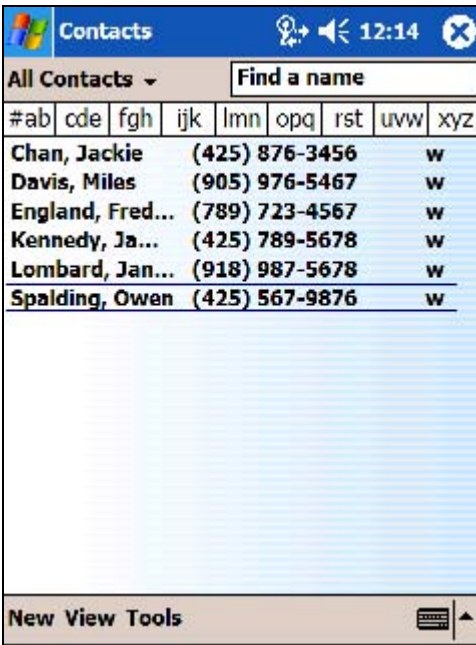 Contacts 12:14
All Contacts Find a name
#ab cde fgh ijk lmn opq rst uvw xyz
Chan, Jackie (425) 876-3456 w
Davis, Miles (905) 976-5467 w
England, Fred... (789) 723-4567 w
Kennedy, Ja... (425) 789-5678 w
Lombard, Jan... (918) 987-5678 w
Spalding, Owen (425) 567-9876 w
New View Tools